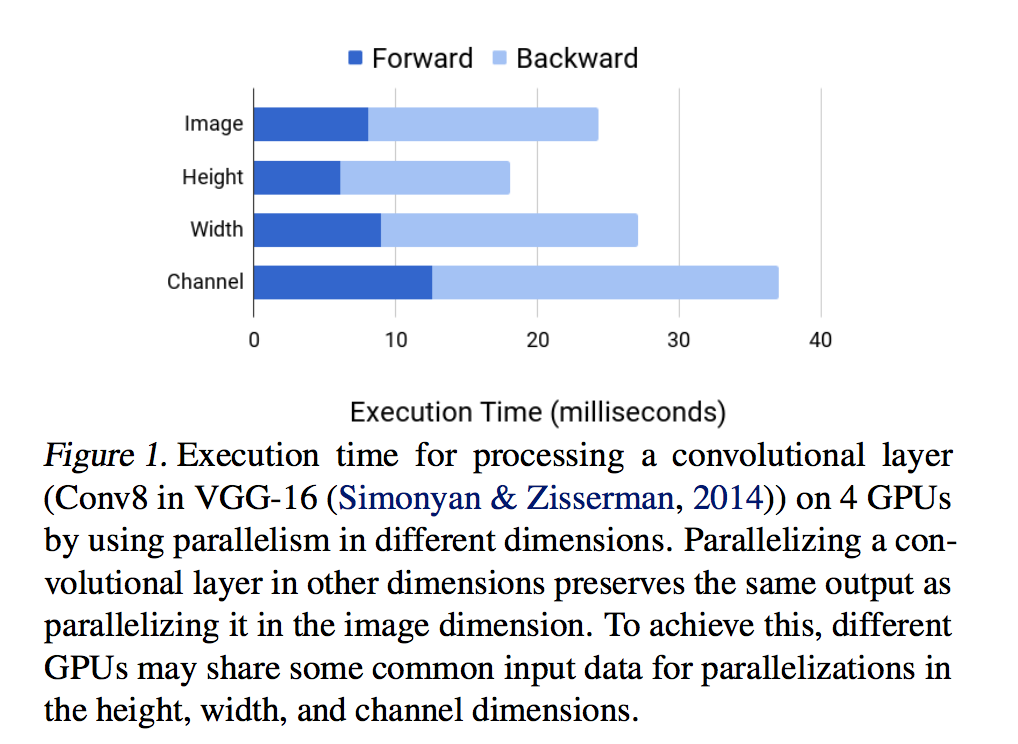 Forward Backward
Image
Height
Width
Channel
0 10 20 30 40
Execution Time (milliseconds)
Figure 1. Execution time for processing a convolutional layer
(Conv8 in VGG-16 (Simonyan & Zisserman, 2014)) on 4 GPUs
by using parallelism in different dimensions. Parallelizing a con-
volutional layer in other dimensions preserves the same output as
parallelizing it in the image dimension. To achieve this, different
GPUs may share some common input data for parallelizations in
the height, width, and channel dimensions.